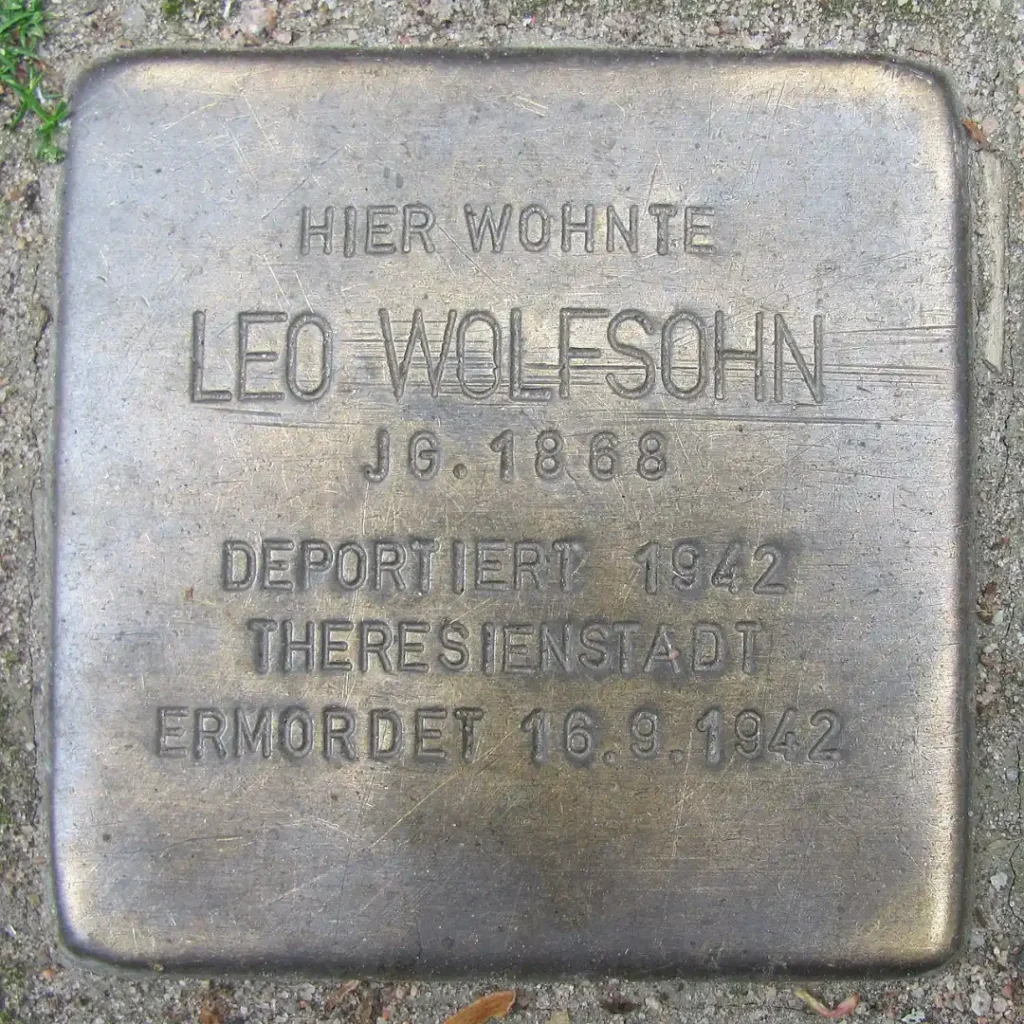 HIER WOHNTE
LEO WOLFSOHN
JG. 1868
DEPORTIERT 1942
THERESIENSTADT
ERMORDET 16.9.1942